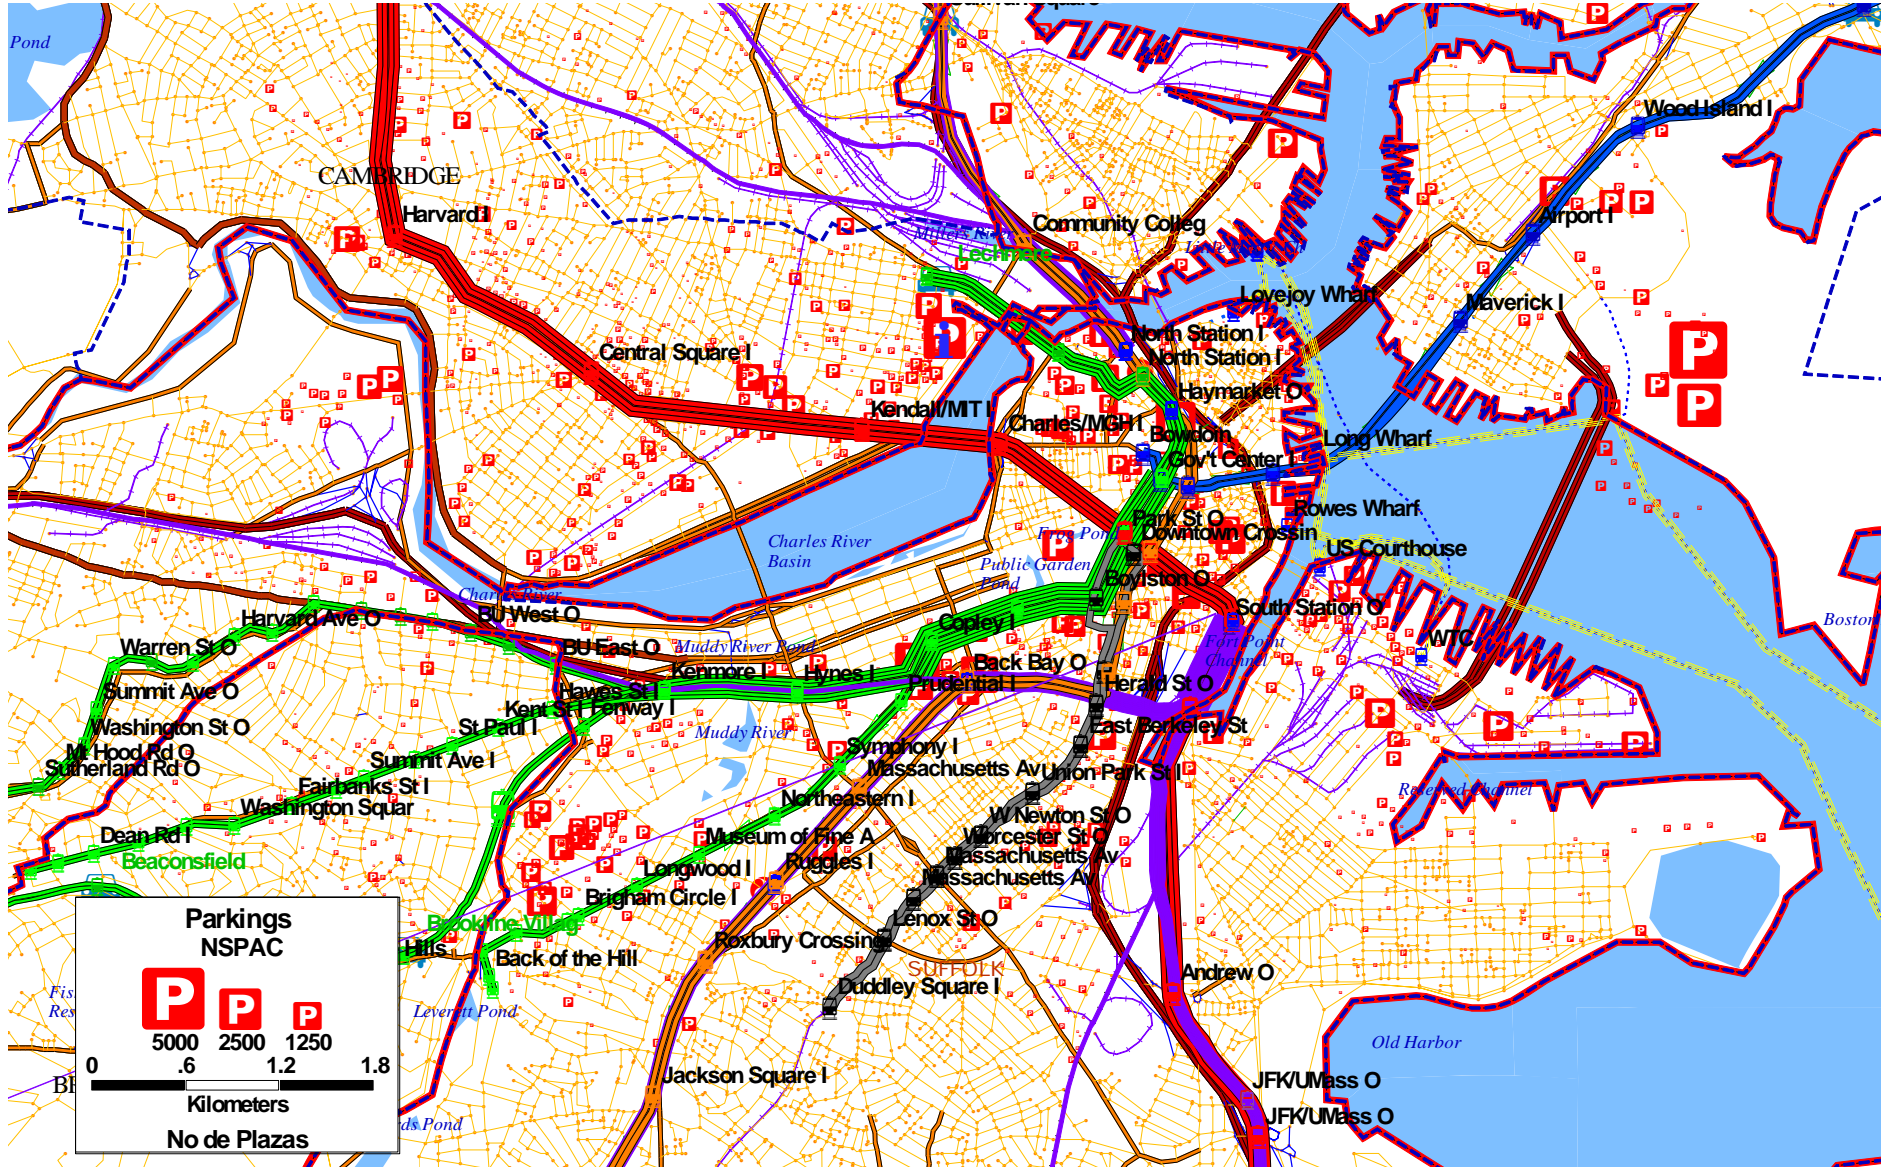 Pond
Wood Island I
CAMBRIDGE
Harvard I
Airport I
Community Colleg
Lechmere
Lovejoy Wharf
Maverick I
North Station I
North Station I
Central Square I
Haymarket O
Kendall/MIT I
Charles/MGH I
Bowdoin
Long Wharf
Gov't Center I
Rowes Wharf
Park St O
Frog Pond
Downtown Crossin
Charles River
Basin
US Courthouse
Public Garden
Pond
Boylston O
Charles River
BU West O
Harvard Ave O
South Station O
Copley I
Boston
Warren St O
BU East O
Muddy River Pond
Fort Point
Channel
WTC
Kenmore I
Hynes I
Back Bay O
Summit Ave O
Hawes St I
Prudential I
Herald St O
Kent St I
Fenway I
Washington St O
St Paul I
Muddy River
East Berkeley St
Mt Hood Rd O
Sutherland Rd O
Summit Ave I
Symphony I
Massachusetts Av
Union Park St I
Fairbanks St I
Reserved Channel
Washington Squar
Northeastern I
W Newton St O
Dean Rd I
Museum of Fine A
Worcester St O
Beaconsfield
Longwood I
Ruggles I
Massachusetts Av
Massachusetts Av
Brigham Circle I
Brookline Villag
Lenox St O
Hills
Back of the Hill
Roxbury Crossing
SUFFOLK
Andrew O
Duddley Square I
Leverett Pond
Old Harbor
Jackson Square I
JFK/UMass O
JFK/UMass O
ds Pond
Parkings
NSPAC
P P P
5000 2500 1250
0 .6 1.2 1.8
Kilometers
No de Plazas